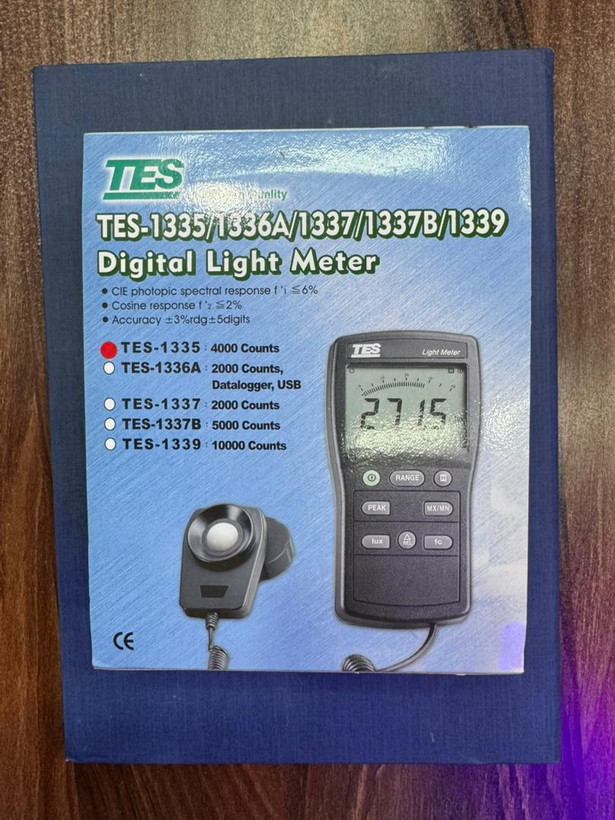 TES
TES-1335/1336A/1337/1337B/1339
Digital Light Meter
• CIE photopic spectral response f '₁ ≦6%
• Cosine response f '₂ ≦2%
• Accuracy ±3%rdg±5digits
TES-1335 : 4000 Counts
TES-1336A : 2000 Counts,
Datalogger, USB
TES-1337 : 2000 Counts
TES-1337B : 5000 Counts
TES-1339 : 10000 Counts
TES Light Meter
2715
RANGE H
PEAK MX/MN
lux REL fc
CE